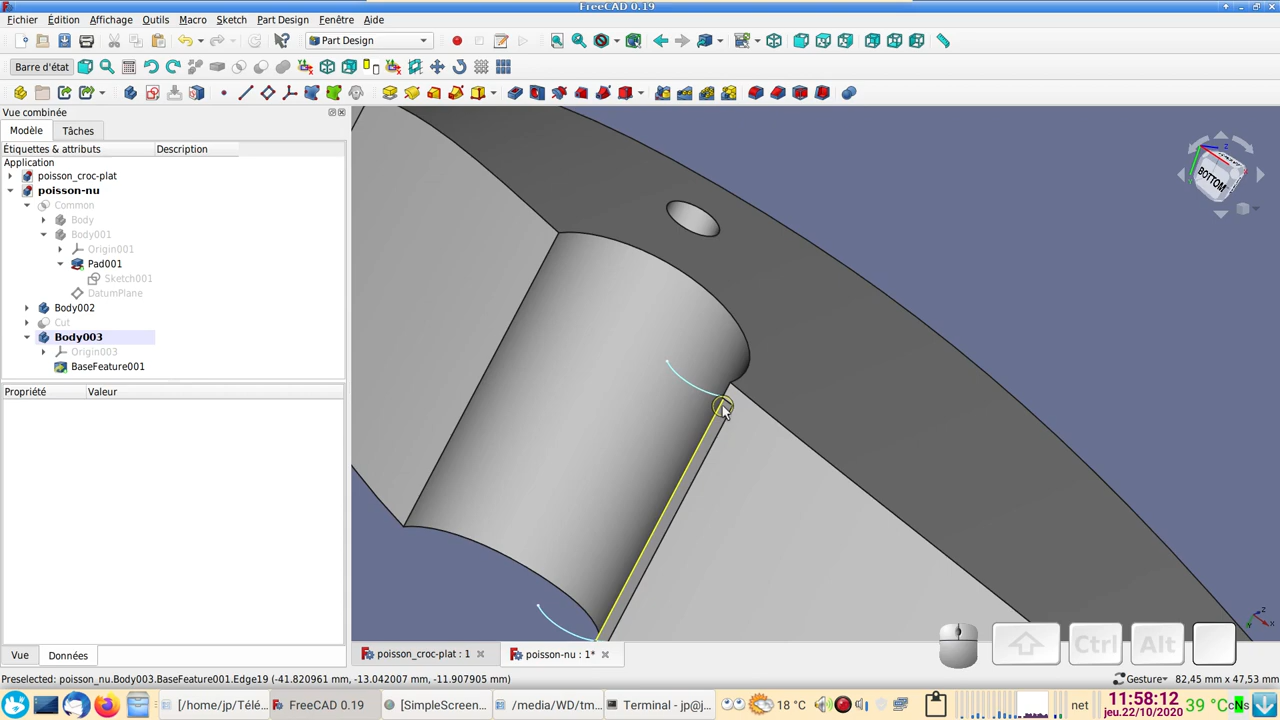 FreeCAD 0.19
Fichier Édition Affichage Outils Macro Sketch Part Design Fenêtre Aide
Part Design
Barre d'état
Vue combinée
Modèle Tâches
Étiquettes & attributs Description
Application
poisson_croc-plat
poisson-nu
Common
Body
Body001
Origin001
Pad001
Sketch001
DatumPlane
Body002
Cut
Body003
Origin003
BaseFeature001
Propriété Valeur
BOTTOM
Z
Ctrl Alt
Vue Données
poisson_croc-plat : 1
poisson-nu : 1*
Preselected: poisson_nu.Body003.BaseFeature001.Edge19 (-41.820961 mm, -13.042007 mm, -11.907905 mm)
Gesture
82,45 mm x 47,53 mm
[/home/jp/Télé...
FreeCAD 0.19
[SimpleScreen...
/media/WD/tm...
Terminal - jp@j...
18 °C
net
11:58:12
jeu.22/10/2020
39 °C